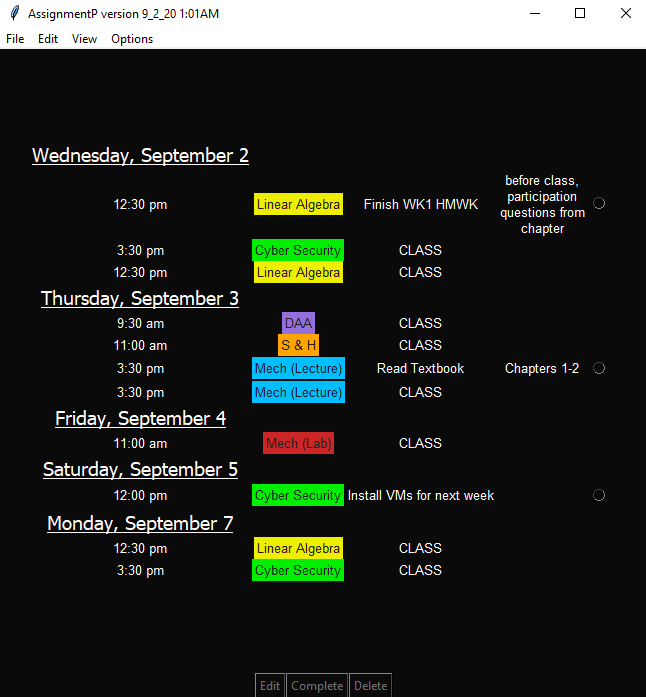 AssignmentP version 9_2_20 1:01AM
File Edit View Options
Wednesday, September 2
12:30 pm Linear Algebra Finish WK1 HMWK before class,
participation
questions from
chapter
3:30 pm Cyber Security CLASS
12:30 pm Linear Algebra CLASS
Thursday, September 3
9:30 am DAA CLASS
11:00 am S & H CLASS
3:30 pm Mech (Lecture) Read Textbook Chapters 1-2
3:30 pm Mech (Lecture) CLASS
Friday, September 4
11:00 am Mech (Lab) CLASS
Saturday, September 5
12:00 pm Cyber Security Install VMs for next week
Monday, September 7
12:30 pm Linear Algebra CLASS
3:30 pm Cyber Security CLASS
Edit Complete Delete